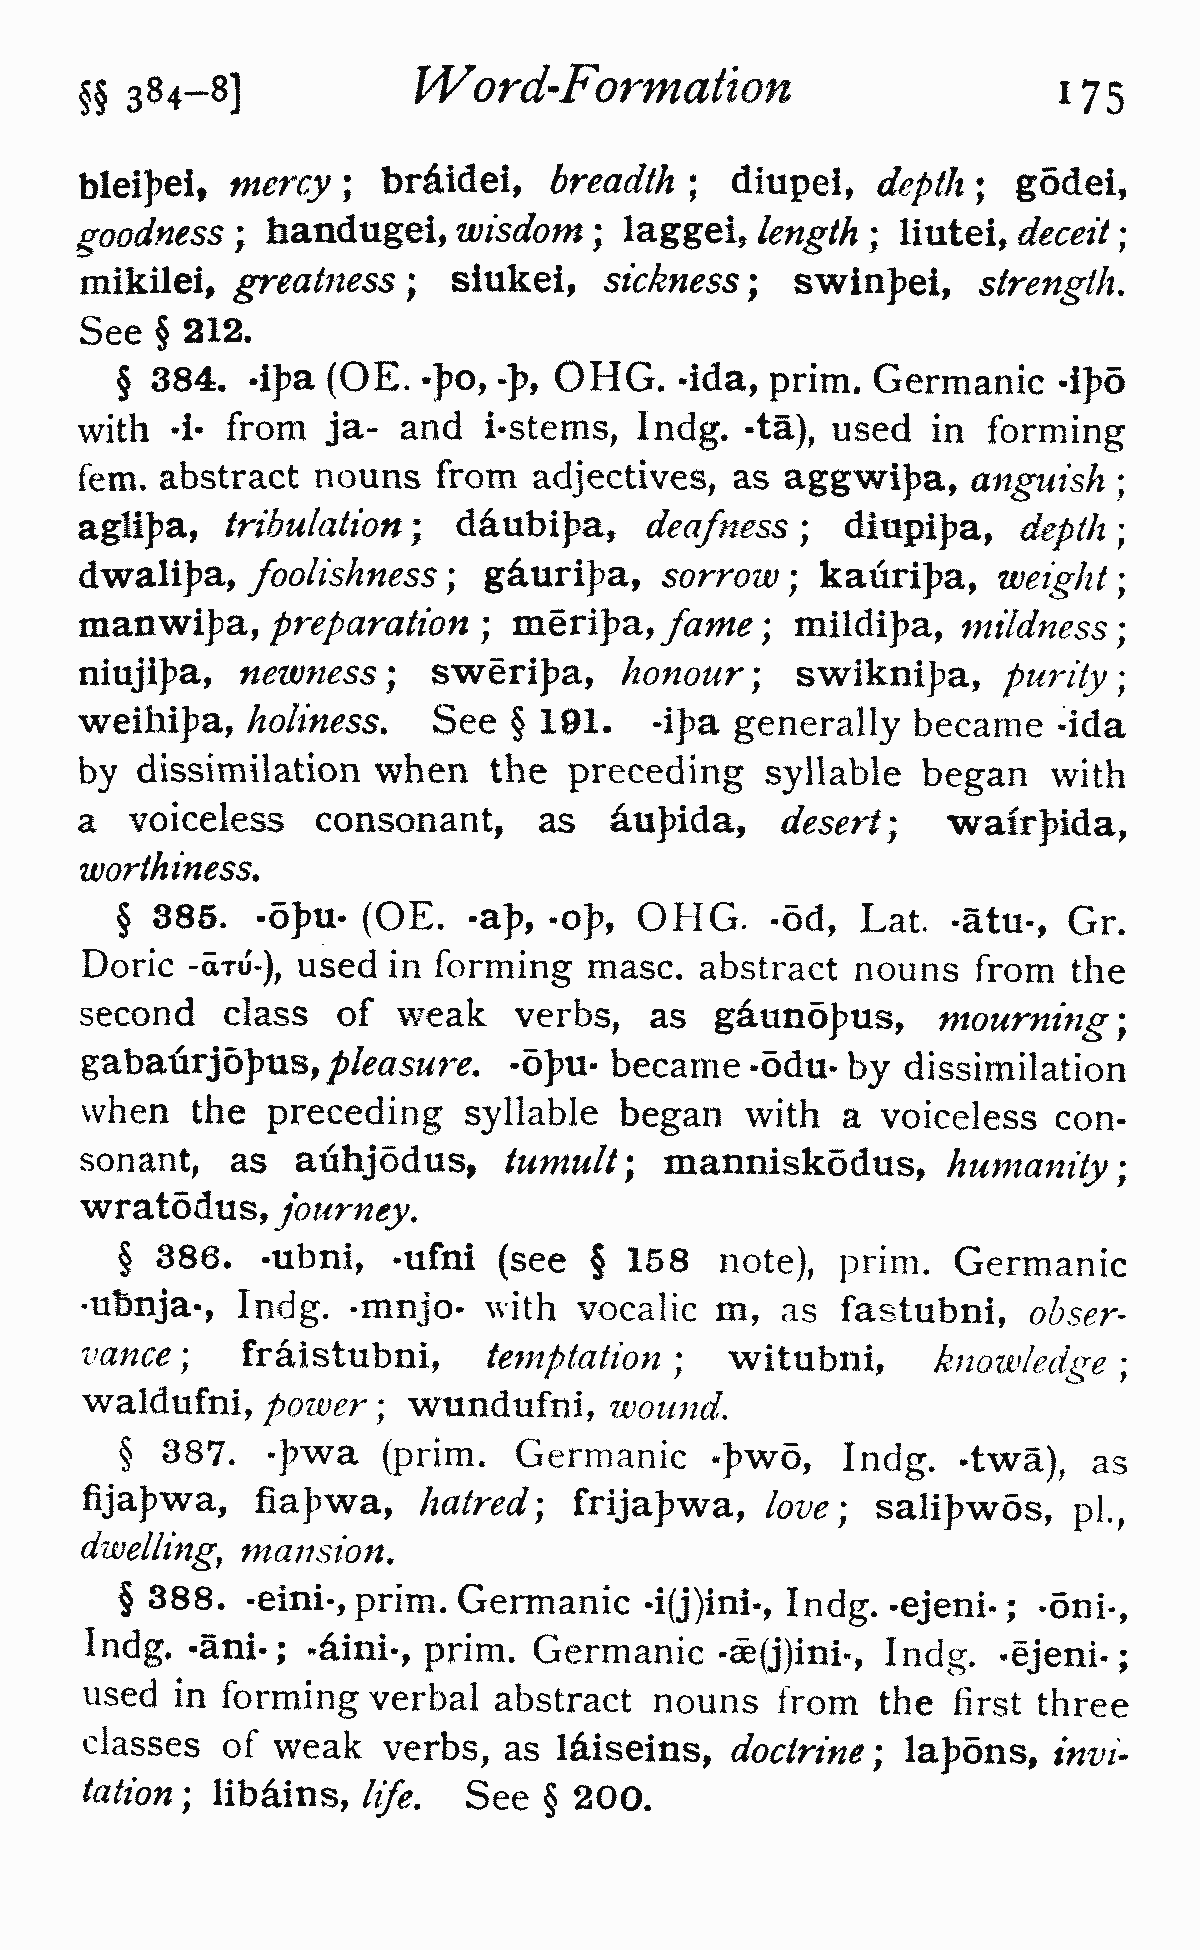 §§ 384–8] Word-Formation 175
bleiþei, mercy; bráidei, breadth; diupei, depth; gōdei,
goodness; handugei, wisdom; laggei, length; liutei, deceit;
mikilei, greatness; siukei, sickness; swinþei, strength.
See § 212.
§ 384. -iþa (OE. -þo, -þ, OHG. -ida, prim. Germanic -iþō
with -i- from ja- and i-stems, Indg. -tā), used in forming
fem. abstract nouns from adjectives, as aggwiþa, anguish;
agliþa, tribulation; dáubiþa, deafness; diupiþa, depth;
dwaliþa, foolishness; gáuriþa, sorrow; kaúriþa, weight;
manwiþa, preparation; mēriþa, fame; mildiþa, mildness;
niujiþa, newness; swēriþa, honour; swikniþa, purity;
weihiþa, holiness. See § 191. -iþa generally became -ida
by dissimilation when the preceding syllable began with
a voiceless consonant, as áuþida, desert; waírþida,
worthiness.
§ 385. -ōþu- (OE. -aþ, -oþ, OHG. -ōd, Lat. -ātu-, Gr.
Doric -ᾱτύ-), used in forming masc. abstract nouns from the
second class of weak verbs, as gáunōþus, mourning;
gabaúrjōþus, pleasure. -ōþu- became -ōdu- by dissimilation
when the preceding syllable began with a voiceless con-
sonant, as aúhjōdus, tumult; manniskōdus, humanity;
wratōdus, journey.
§ 386. -ubni, -ufni (see § 158 note), prim. Germanic
-uƀnja-, Indg. -mnjo- with vocalic m, as fastubni, obser-
vance; fráistubni, temptation; witubni, knowledge;
waldufni, power; wundufni, wound.
§ 387. -þwa (prim. Germanic -þwō, Indg. -twā), as
fijaþwa, fiaþwa, hatred; frijaþwa, love; saliþwōs, pl.,
dwelling, mansion.
§ 388. -eini-, prim. Germanic -i(j)ini-, Indg. -ejeni-; -ōni-,
Indg. -āni-; -áini-, prim. Germanic -ǣ(j)ini-, Indg. -ējeni-;
used in forming verbal abstract nouns from the first three
classes of weak verbs, as láiseins, doctrine; laþōns, invi-
tation; libáins, life. See § 200.